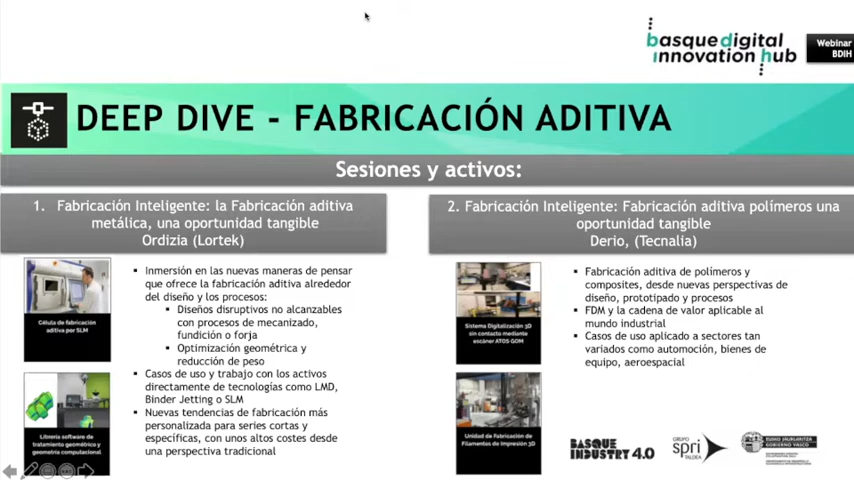 basque digital
innovation hub
Webinar
BDIH
DEEP DIVE - FABRICACIÓN ADITIVA
Sesiones y activos:
1. Fabricación Inteligente: la Fabricación aditiva
metálica, una oportunidad tangible
Ordizia (Lortek)
Célula de fabricación
aditiva por SLM
Librería software de
tratamiento geométrico y
geometría computacional
▪ Inmersión en las nuevas maneras de pensar
que ofrece la fabricación aditiva alrededor
del diseño y los procesos:
▪ Diseños disruptivos no alcanzables
con procesos de mecanizado,
fundición o forja
▪ Optimización geométrica y
reducción de peso
▪ Casos de uso y trabajo con los activos
directamente de tecnologías como LMD,
Binder Jetting o SLM
▪ Nuevas tendencias de fabricación más
personalizada para series cortas y
específicas, con unos altos costes desde
una perspectiva tradicional
2. Fabricación Inteligente: Fabricación aditiva polímeros una
oportunidad tangible
Derio, (Tecnalia)
Sistema Digitalización 3D
sin contacto mediante
escáner ATOS GOM
Unidad de Fabricación de
Filamentos de Impresión 3D
▪ Fabricación aditiva de polímeros y
composites, desde nuevas perspectivas de
diseño, prototipado y procesos
▪ FDM y la cadena de valor aplicable al
mundo industrial
▪ Casos de uso aplicado a sectores tan
variados como automoción, bienes de
equipo, aeroespacial
BASQUE
INDUSTRY 4.0
GRUPO
spri
TALDEA
EUSKO JAURLARITZA
GOBIERNO VASCO